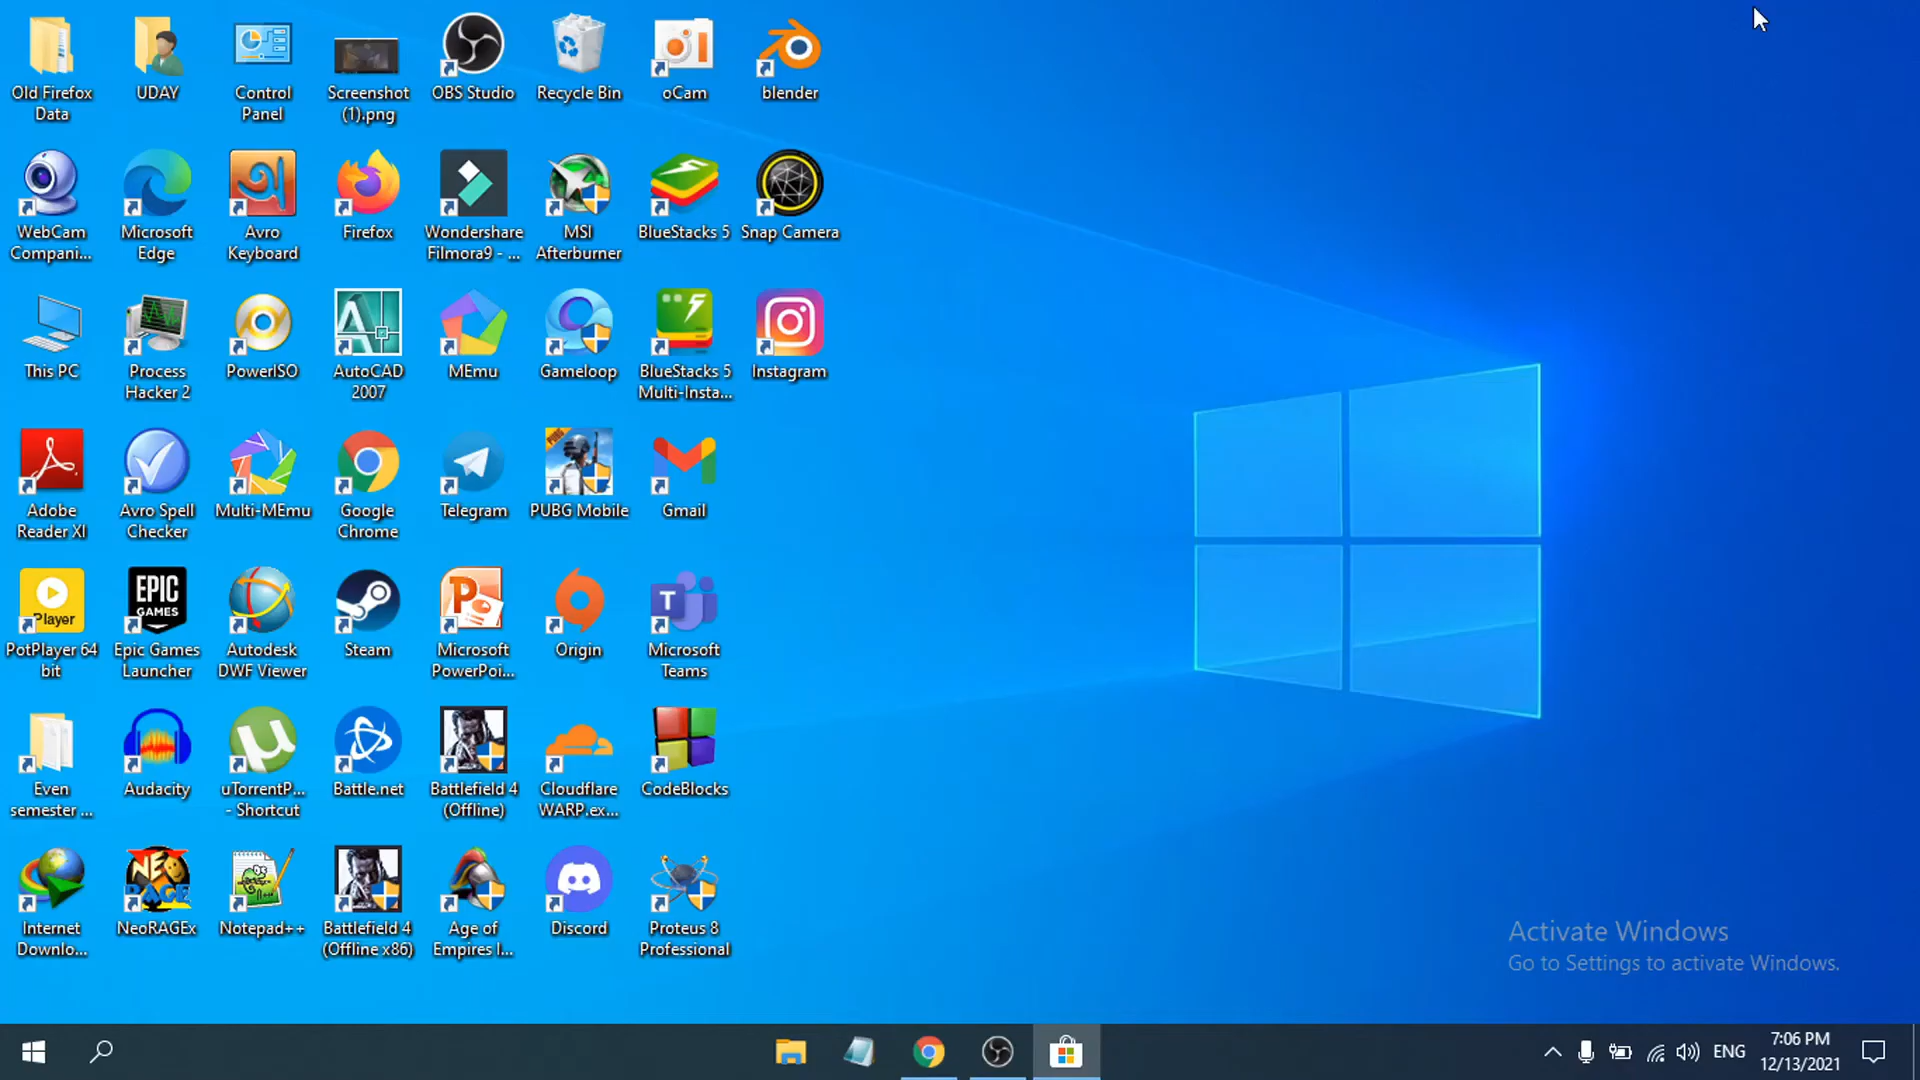 Old Firefox
Data
UDAY
Control
Panel
Screenshot
(1).png
OBS Studio
Recycle Bin
oCam
blender
WebCam
Compani...
Microsoft
Edge
Avro
Keyboard
Firefox
Wondershare
Filmora9 - ...
MSI
Afterburner
BlueStacks 5
Snap Camera
This PC
Process
Hacker 2
PowerISO
AutoCAD
2007
MEmu
Gameloop
BlueStacks 5
Multi-Insta...
Instagram
Adobe
Reader XI
Avro Spell
Checker
Multi-MEmu
Google
Chrome
Telegram
PUBG Mobile
Gmail
Player
PotPlayer 64
bit
EPIC
GAMES
Epic Games
Launcher
Autodesk
DWF Viewer
Steam
Microsoft
PowerPoi...
Origin
T
Microsoft
Teams
Even
semester ...
Audacity
uTorrentP...
- Shortcut
Battle.net
Battlefield 4
(Offline)
Cloudflare
WARP.ex...
CodeBlocks
Internet
Downlo...
NEO
RAGE
NeoRAGEx
Notepad++
Battlefield 4
(Offline x86)
Age of
Empires I...
Discord
Proteus 8
Professional
Activate Windows
Go to Settings to activate Windows.
ENG
7:06 PM
12/13/2021